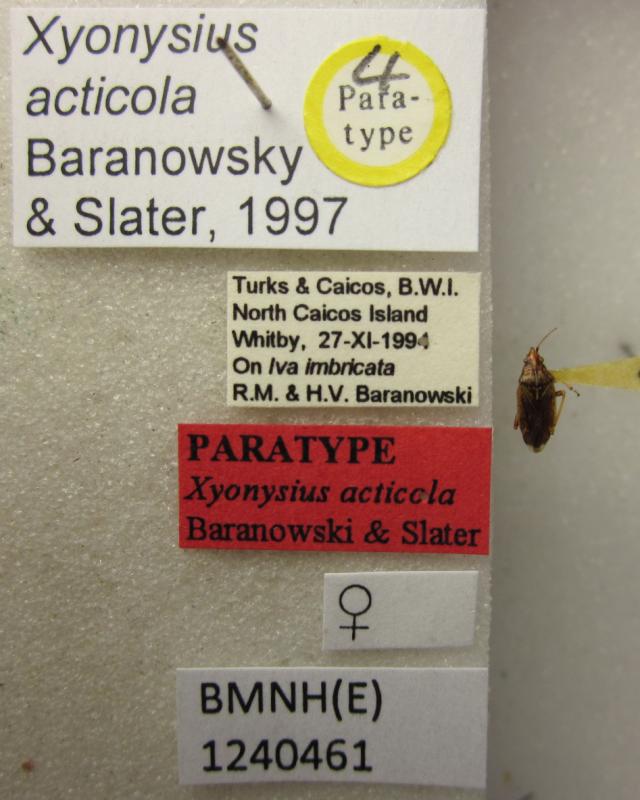 Xyonysius
acticola
Baranowsky
& Slater, 1997
4
Para-
type
Turks & Caicos, B.W.I.
North Caicos Island
Whitby, 27-XI-1994
On Iva imbricata
R.M. & H.V. Baranowski
PARATYPE
Xyonysius acticola
Baranowski & Slater
♀
BMNH(E)
1240461